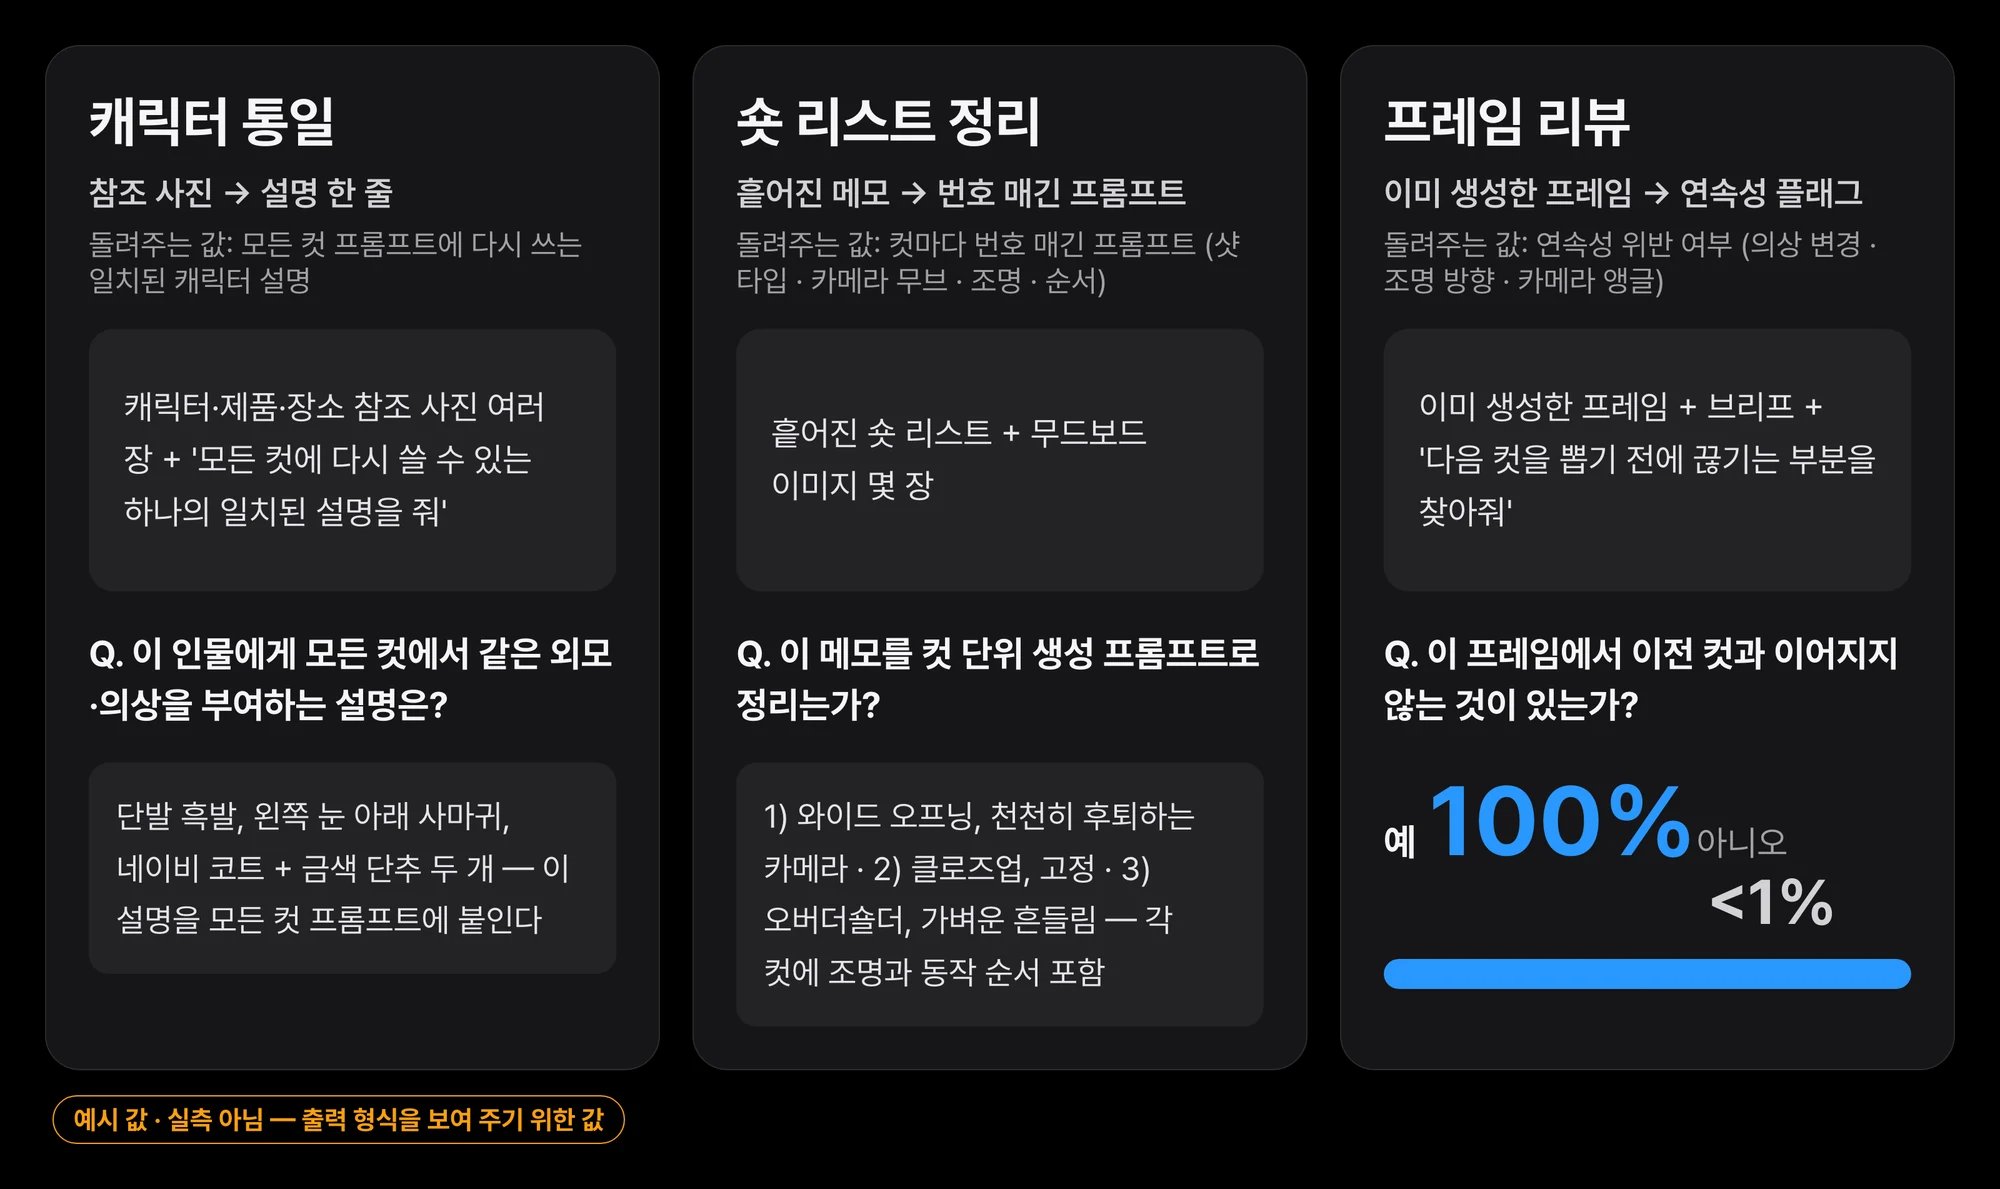 캐릭터 통일
참조 사진 → 설명 한 줄
돌려주는 값: 모든 컷 프롬프트에 다시 쓰는
일치된 캐릭터 설명
캐릭터·제품·장소 참조 사진 여러
장 + '모든 컷에 다시 쓸 수 있는
하나의 일치된 설명을 줘'
Q. 이 인물에게 모든 컷에서 같은 외모
·의상을 부여하는 설명은?
단발 흑발, 왼쪽 눈 아래 사마귀,
네이비 코트 + 금색 단추 두 개 — 이
설명을 모든 컷 프롬프트에 붙인다
숏 리스트 정리
흩어진 메모 → 번호 매긴 프롬프트
돌려주는 값: 컷마다 번호 매긴 프롬프트 (샷
타입 · 카메라 무브 · 조명 · 순서)
흩어진 숏 리스트 + 무드보드
이미지 몇 장
Q. 이 메모를 컷 단위 생성 프롬프트로
정리는가?
1) 와이드 오프닝, 천천히 후퇴하는
카메라 · 2) 클로즈업, 고정 · 3)
오버더숄더, 가벼운 흔들림 — 각
컷에 조명과 동작 순서 포함
프레임 리뷰
이미 생성한 프레임 → 연속성 플래그
돌려주는 값: 연속성 위반 여부 (의상 변경 ·
조명 방향 · 카메라 앵글)
이미 생성한 프레임 + 브리프 +
'다음 컷을 뽑기 전에 끊기는 부분을
찾아줘'
Q. 이 프레임에서 이전 컷과 이어지지
않는 것이 있는가?
예 100% 아니오
<1%
예시 값 · 실측 아님 — 출력 형식을 보여 주기 위한 값